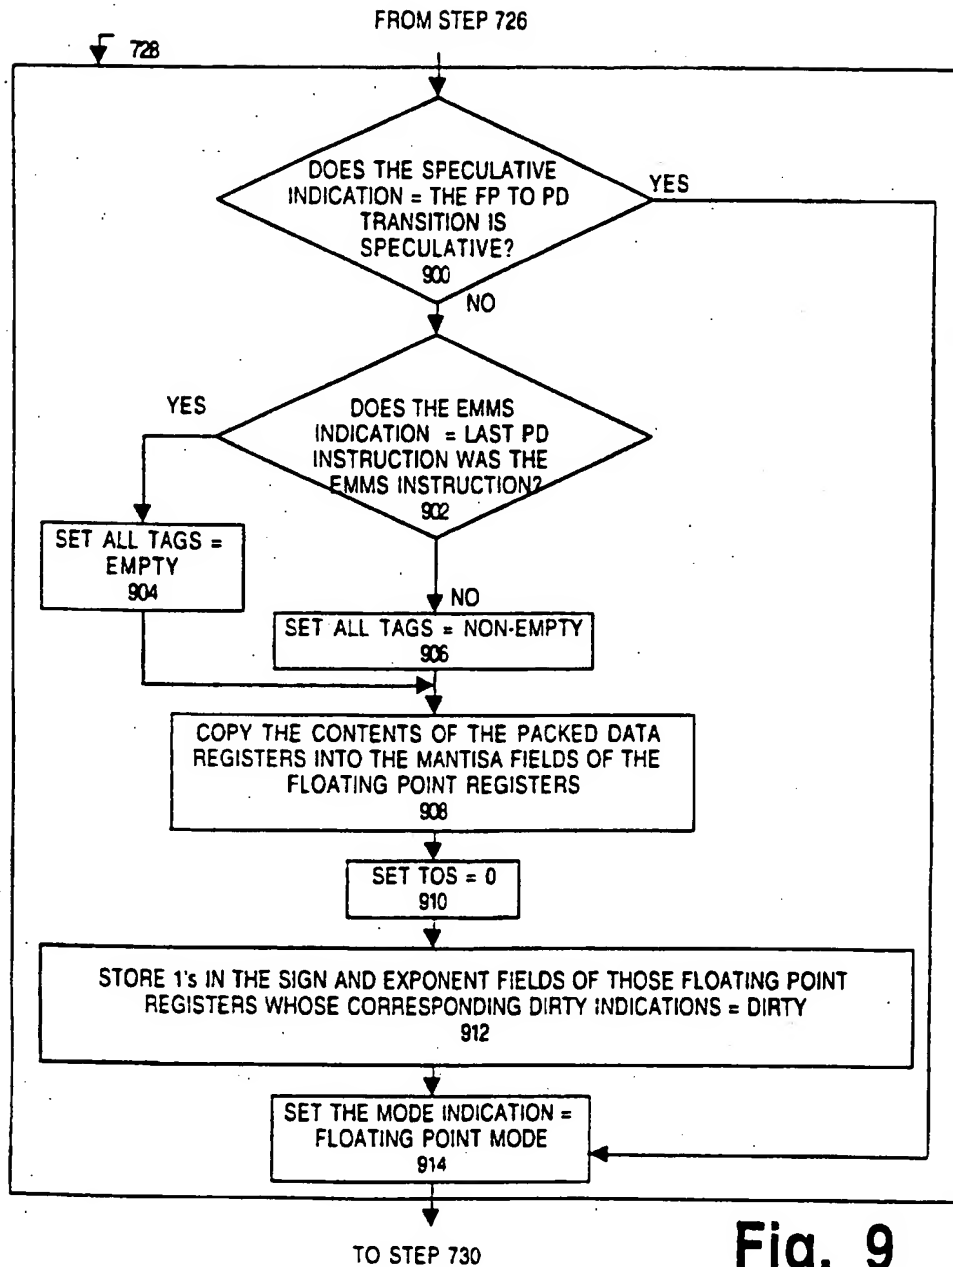 FROM STEP 726
728
DOES THE SPECULATIVE
INDICATION = THE FP TO PD
TRANSITION IS
SPECULATIVE?
900
YES
NO
YES
DOES THE EMMS
INDICATION = LAST PD
INSTRUCTION WAS THE
EMMS INSTRUCTION?
902
SET ALL TAGS =
EMPTY
904
NO
SET ALL TAGS = NON-EMPTY
906
COPY THE CONTENTS OF THE PACKED DATA
REGISTERS INTO THE MANTISA FIELDS OF THE
FLOATING POINT REGISTERS
908
SET TOS = 0
910
STORE 1's IN THE SIGN AND EXPONENT FIELDS OF THOSE FLOATING POINT
REGISTERS WHOSE CORRESPONDING DIRTY INDICATIONS = DIRTY
912
SET THE MODE INDICATION =
FLOATING POINT MODE
914
TO STEP 730
Fig. 9